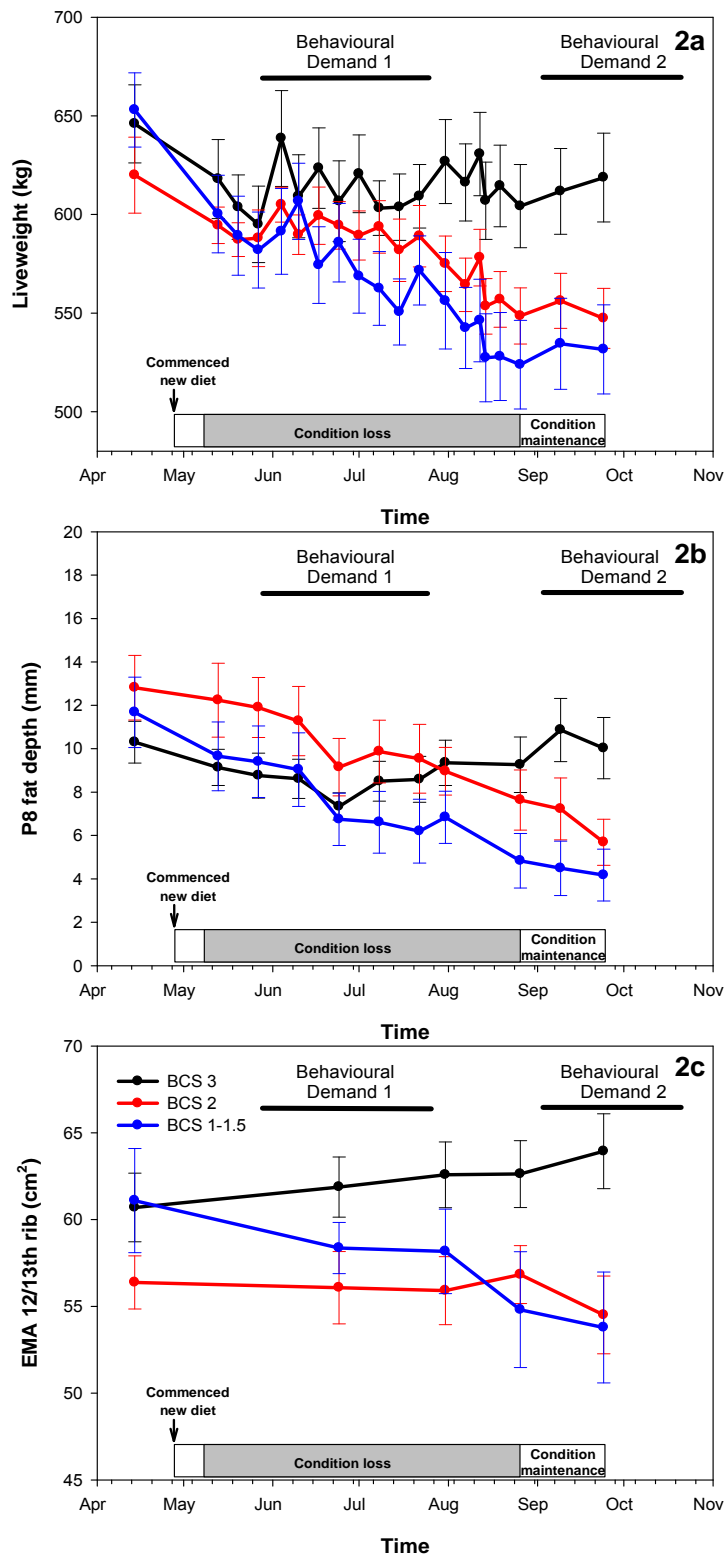 2a
Behavioural
Demand 1
Behavioural
Demand 2
700
650
600
550
500
Liveweight (kg)
Commenced
new diet
Condition loss
Condition
maintenance
Apr May Jun Jul Aug Sep Oct Nov
Time
2b
Behavioural
Demand 1
Behavioural
Demand 2
20
18
16
14
12
10
8
6
4
2
0
P8 fat depth (mm)
Commenced
new diet
Condition loss
Condition
maintenance
Apr May Jun Jul Aug Sep Oct Nov
Time
2c
Behavioural
Demand 1
Behavioural
Demand 2
BCS 3
BCS 2
BCS 1-1.5
70
65
60
55
50
45
EMA 12/13th rib (cm²)
Commenced
new diet
Condition loss
Condition
maintenance
Apr May Jun Jul Aug Sep Oct Nov
Time